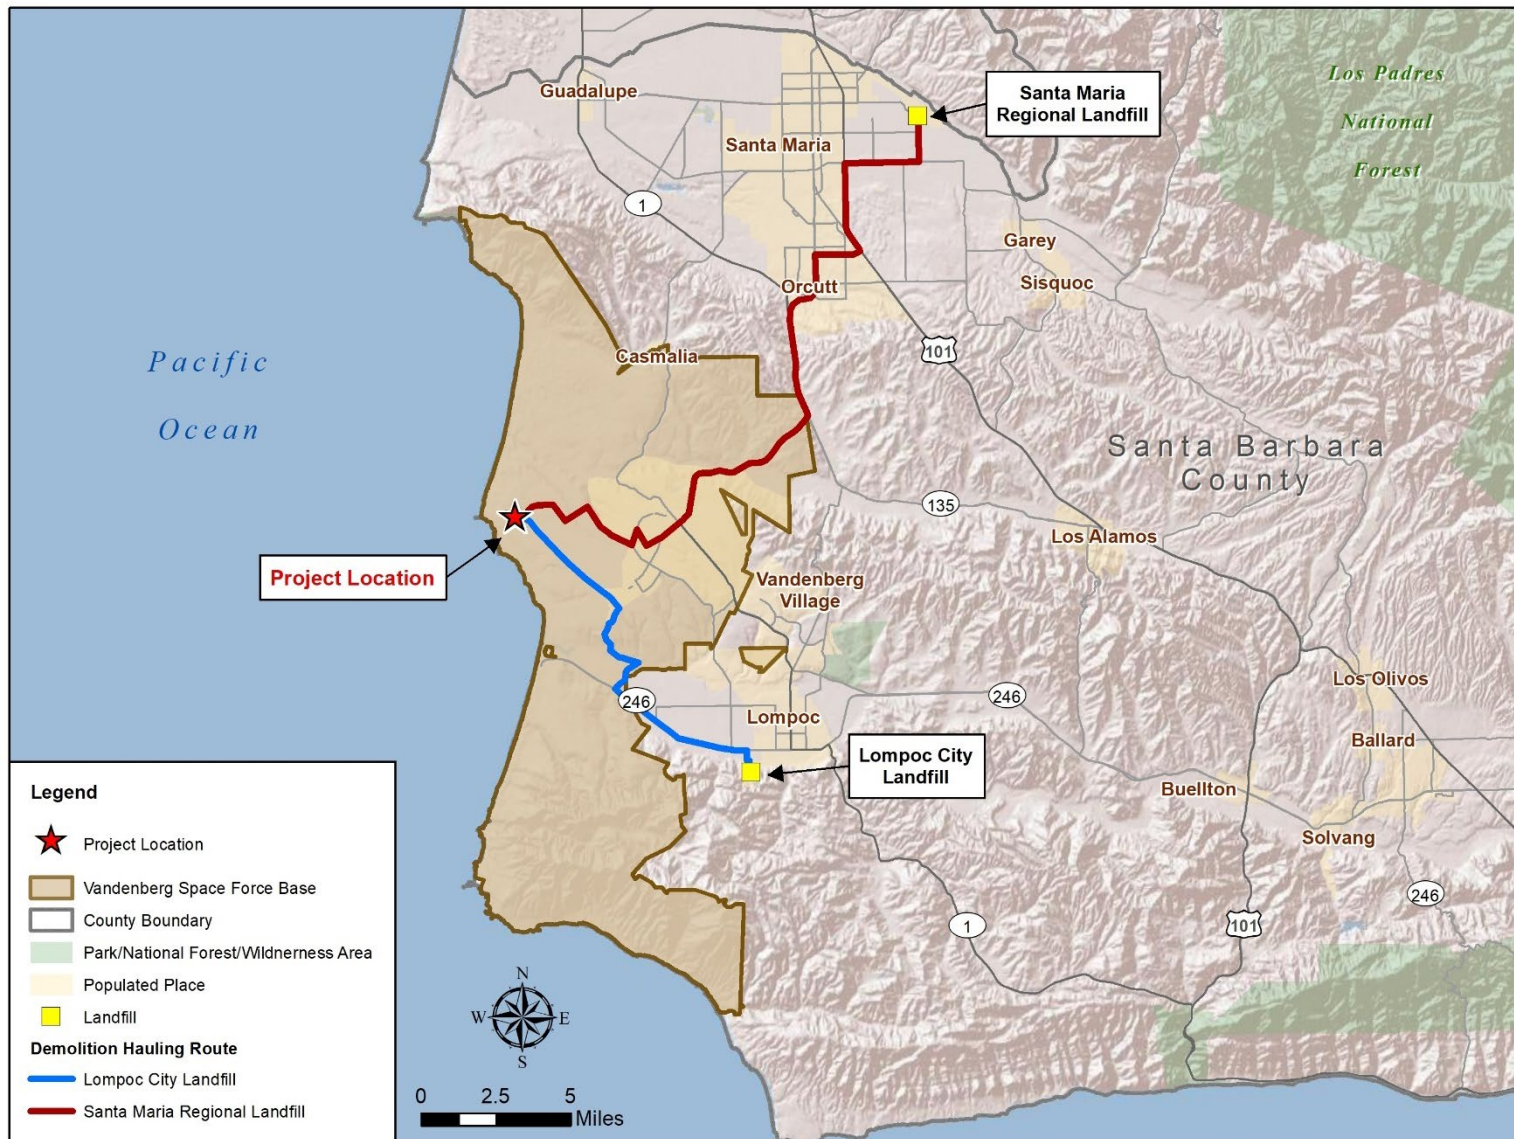 Guadalupe
Santa Maria
Regional Landfill
Los Padres
National
Forest
Santa Maria
1
Garey
Sisquoc
Orcutt
Casmalia
101
Pacific
Ocean
Santa Barbara
County
135
Los Alamos
Project Location
Vandenberg
Village
Los Olivos
246
246
Lompoc
Ballard
Lompoc City
Landfill
Buellton
Solvang
246
1
101
Legend
Project Location
Vandenberg Space Force Base
County Boundary
Park/National Forest/Wildnerness Area
Populated Place
Landfill
Demolition Hauling Route
Lompoc City Landfill
Santa Maria Regional Landfill
N
W
E
S
0 2.5 5
Miles